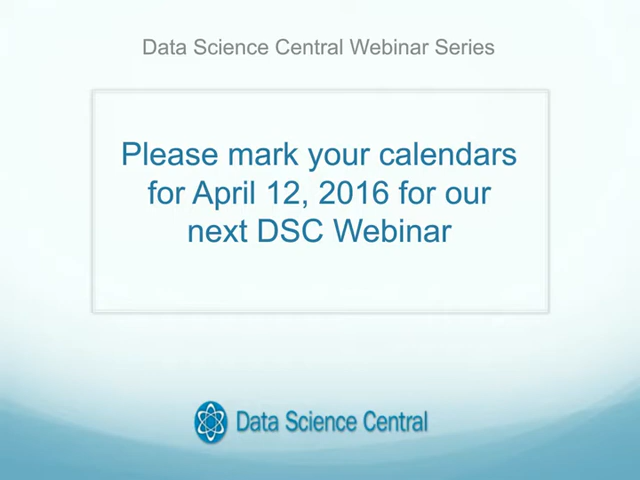 Data Science Central Webinar Series
Please mark your calendars
for April 12, 2016 for our
next DSC Webinar
Data Science Central